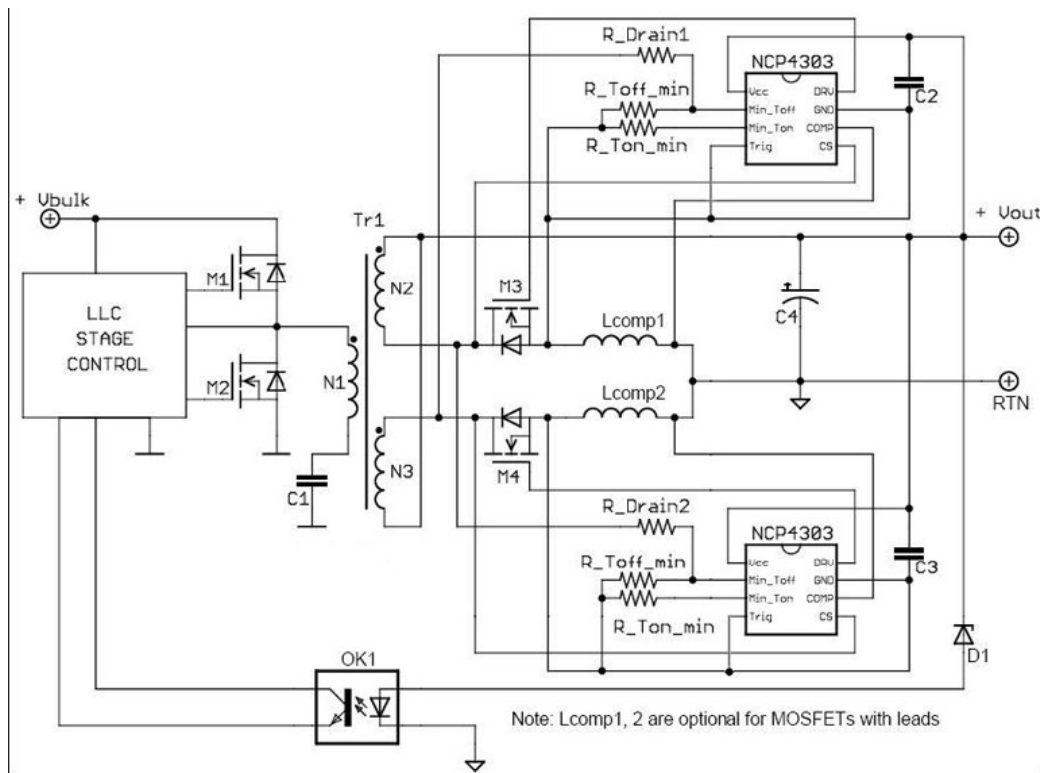 R_Drain1
NCP4303
Vcc DRV
R_Toff_min
Min_Toff GND
C2
Min_Ton COMP
R_Ton_min
Trig CS
+ Vbulk
Tr1
+ Vout
M1
N2
M3
LLC
STAGE
CONTROL
Lcomp1
C4
M2
N1
Lcomp2
RTN
N3
M4
C1
R_Drain2
NCP4303
R_Toff_min
Vcc DRV
C3
Min_Toff GND
Min_Ton COMP
R_Ton_min
Trig CS
D1
OK1
Note: Lcomp1, 2 are optional for MOSFETs with leads